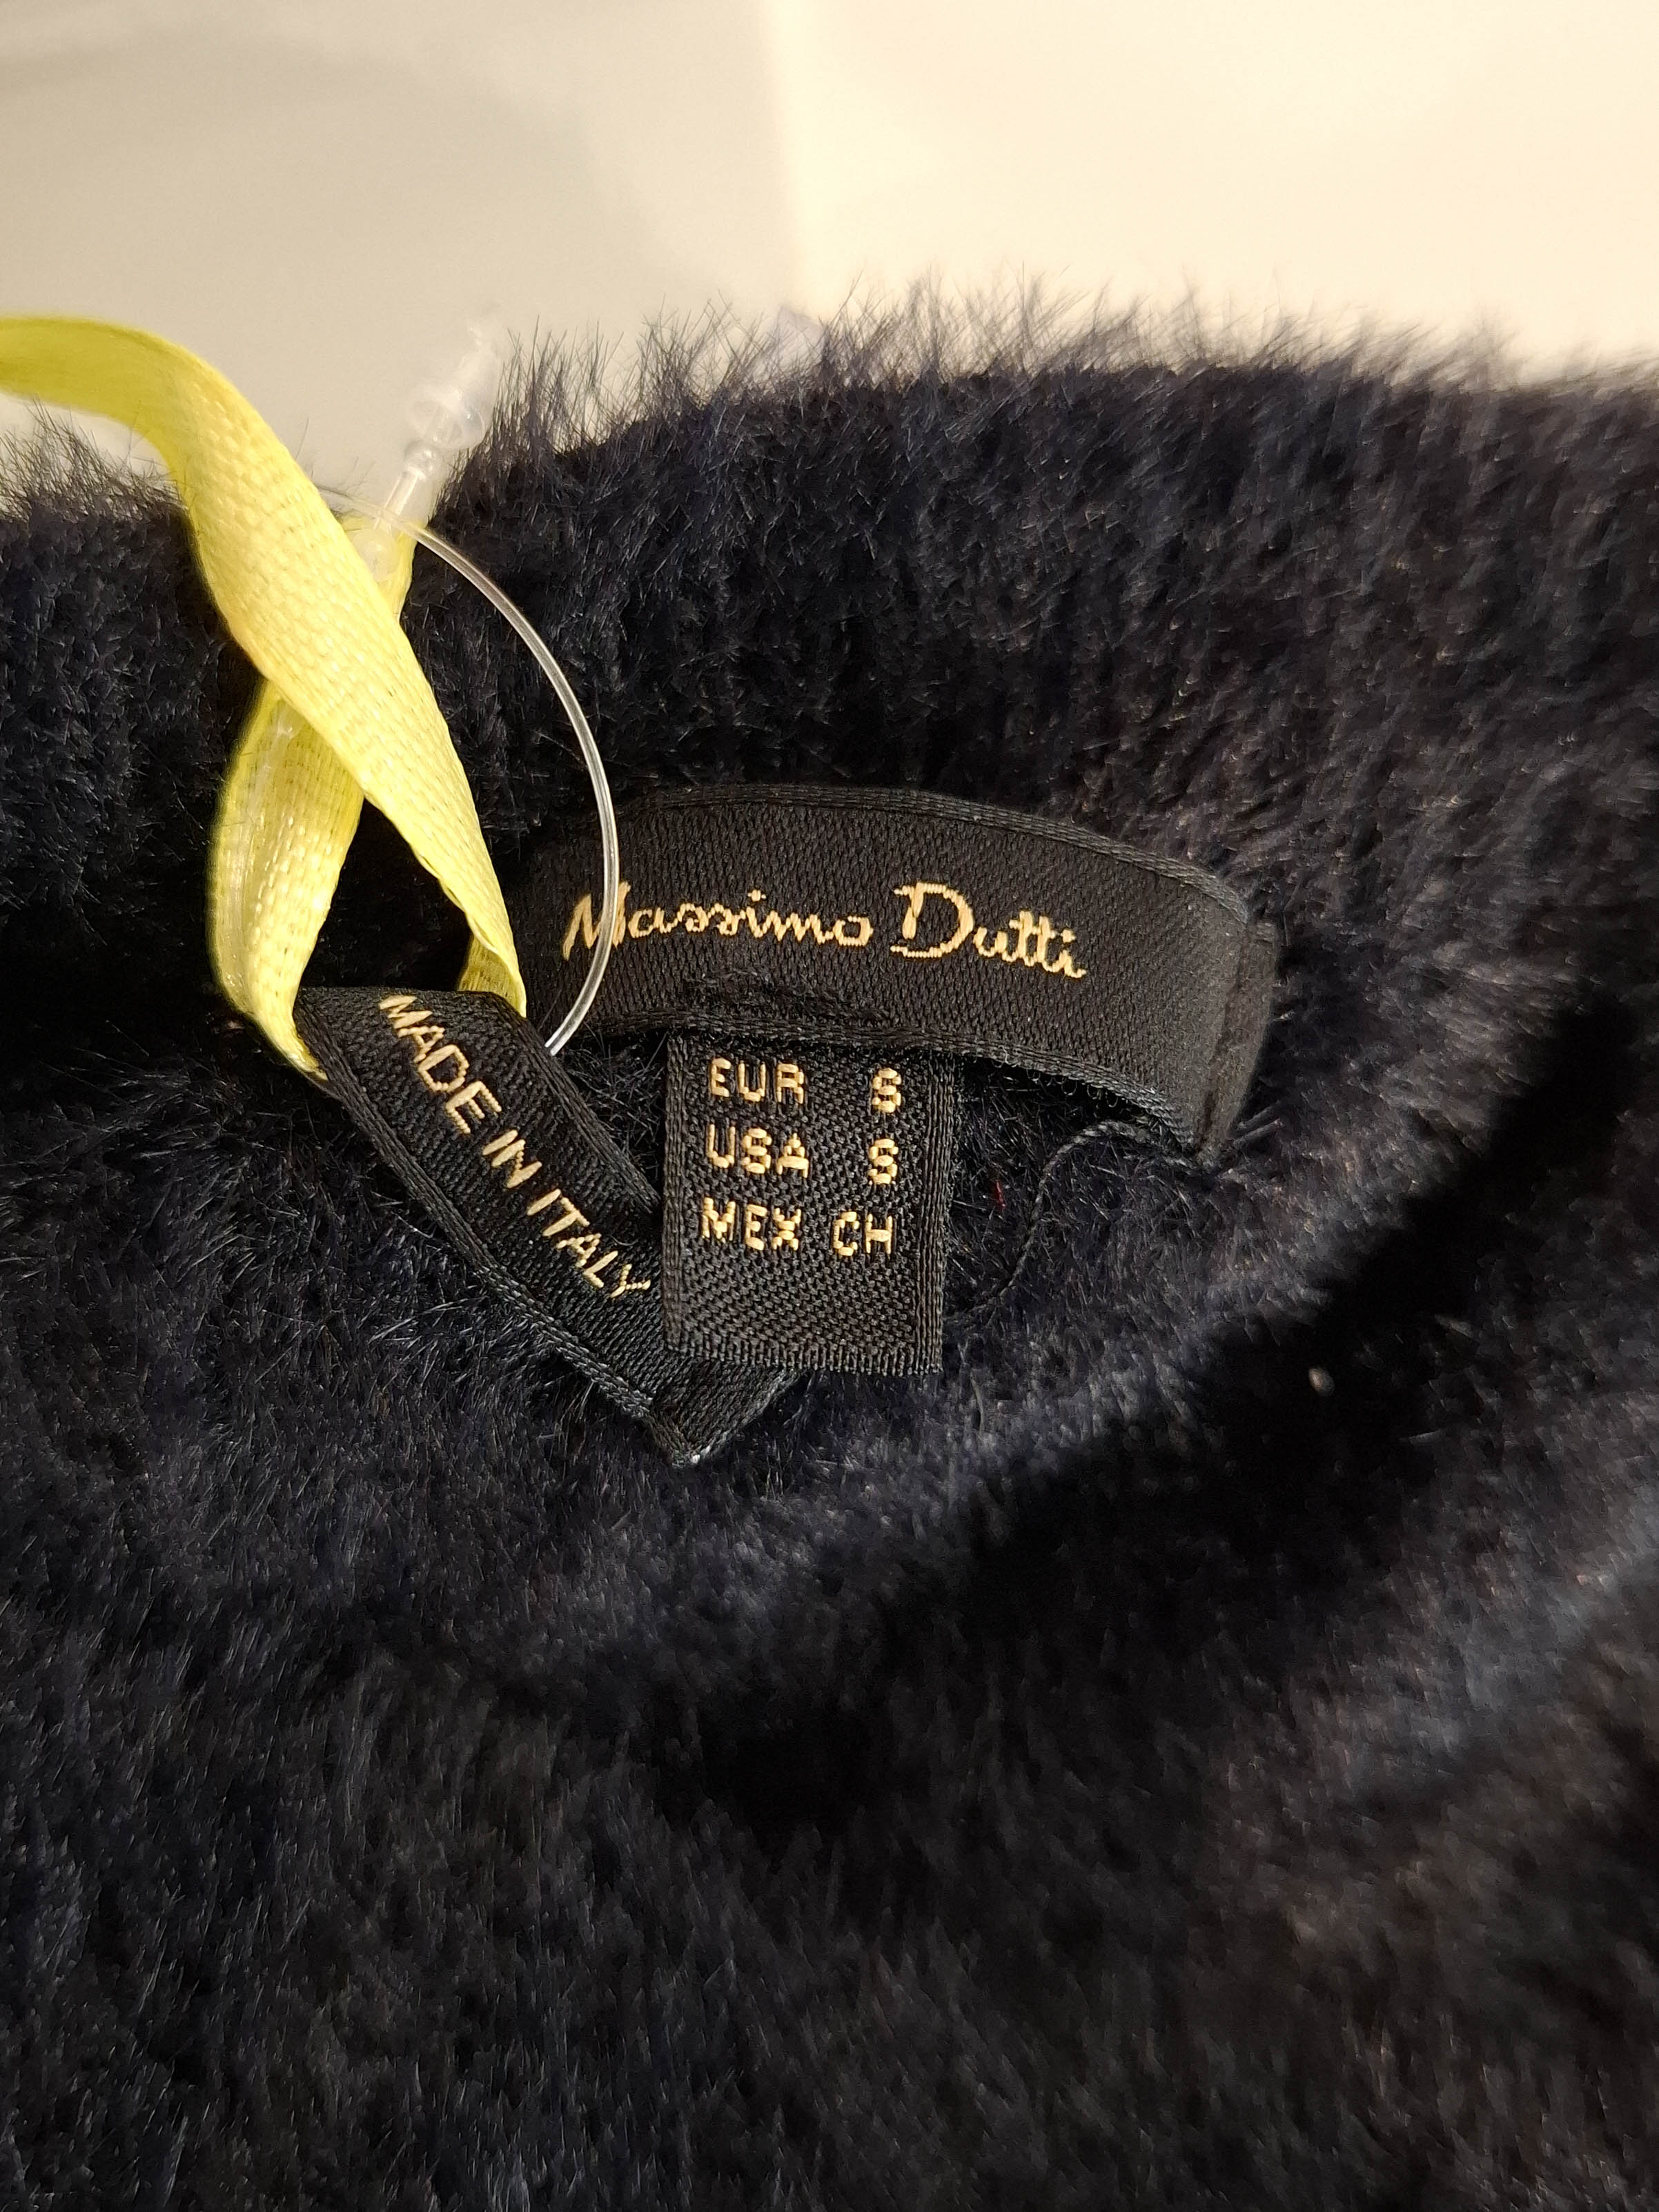 Massimo Dutti
MADE IN ITALY
EUR S
USA S
MEX CH